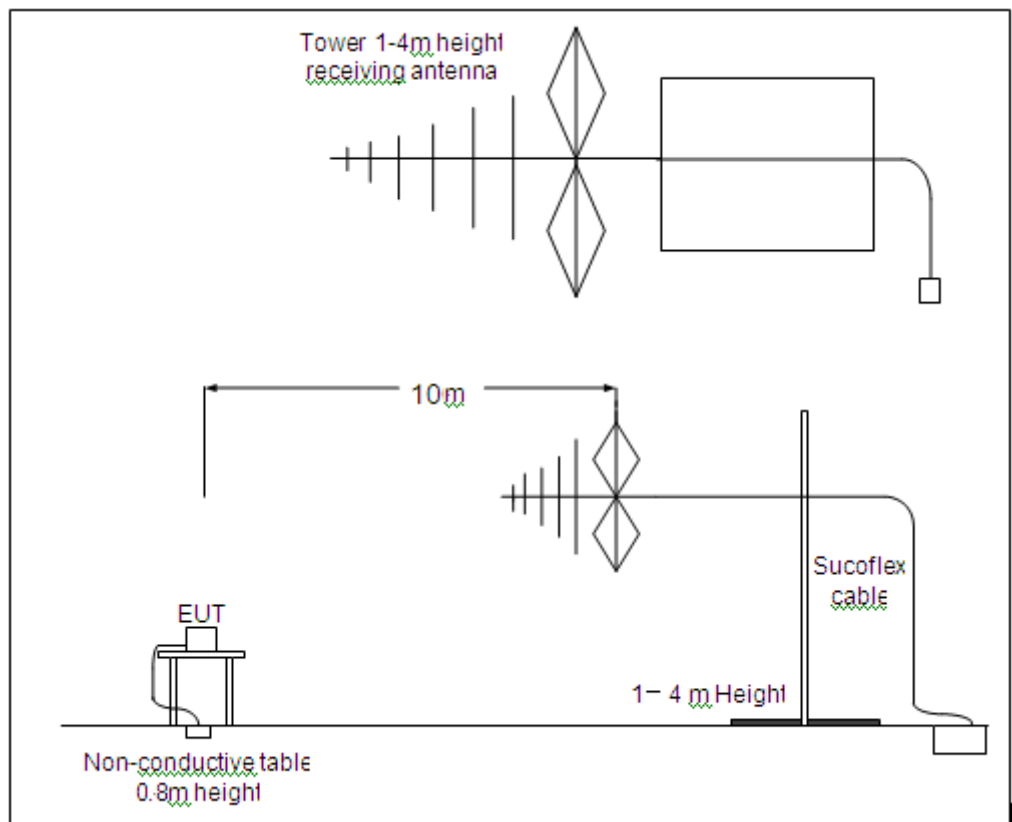 Tower 1-4m height
receiving antenna
10m
Sucoflex
cable
EUT
1– 4 m Height
Non-conductive table
0.8m height